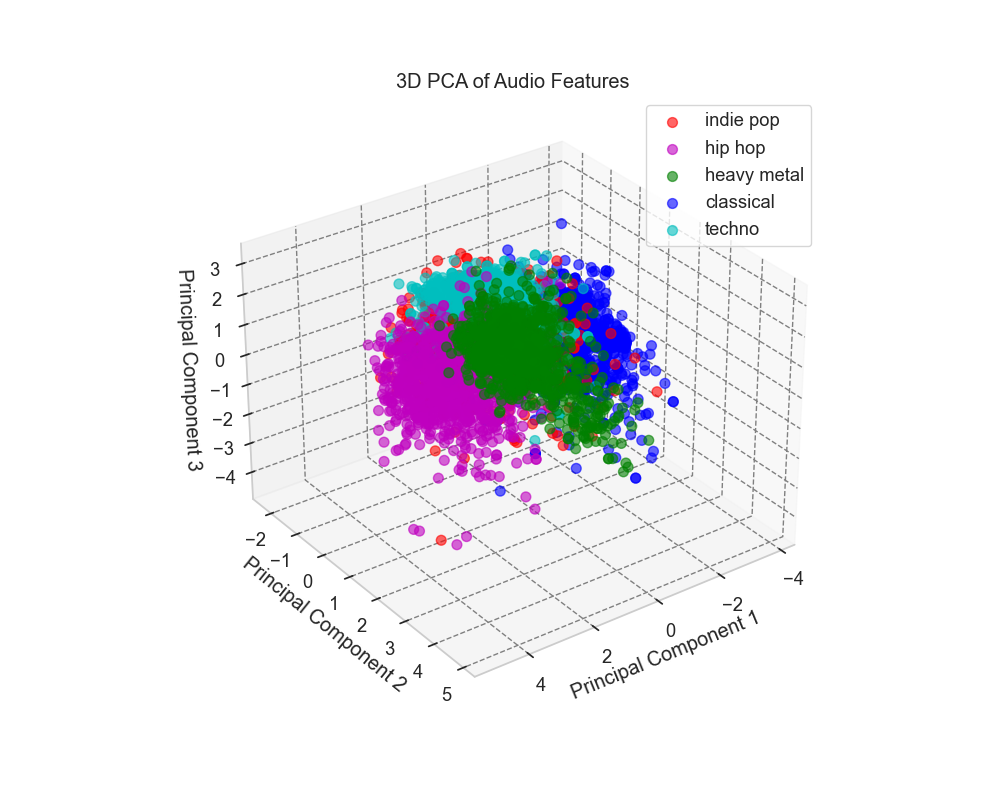 3D PCA of Audio Features
indie pop
hip hop
heavy metal
classical
techno
3
2
1
0
−1
−2
−3
−4
Principal Component 3
−2
−1
0
1
2
3
4
5
Principal Component 2
4
2
0
−2
−4
Principal Component 1